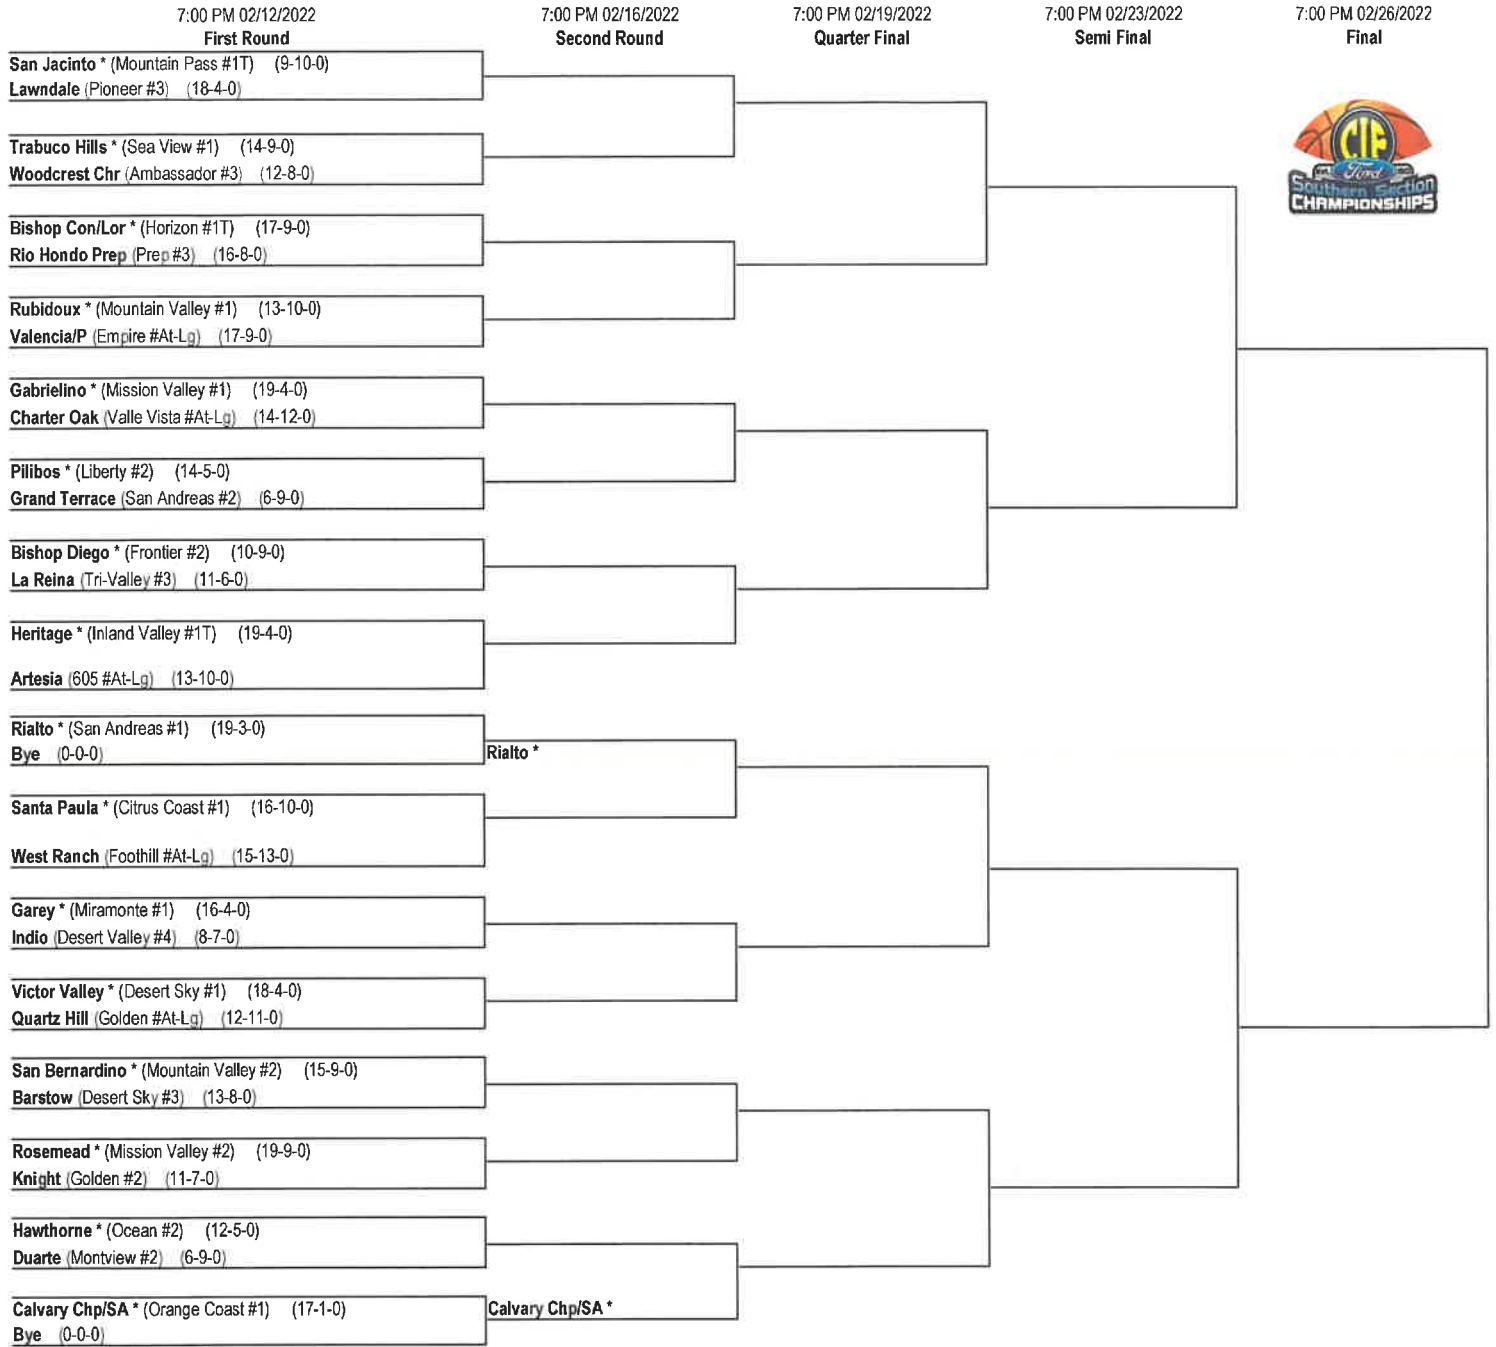 7:00 PM 02/12/2022 7:00 PM 02/16/2022 7:00 PM 02/19/2022 7:00 PM 02/23/2022 7:00 PM 02/26/2022
First Round Second Round Quarter Final Semi Final Final
San Jacinto * (Mountain Pass #1T) (9-10-0)
Lawndale (Pioneer #3) (18-4-0)
CIF
Ford
Southern Section
CHAMPIONSHIPS
Trabuco Hills * (Sea View #1) (14-9-0)
Woodcrest Chr (Ambassador #3) (12-8-0)
Bishop Con/Lor * (Horizon #1T) (17-9-0)
Rio Hondo Prep (Prep #3) (16-8-0)
Rubidoux * (Mountain Valley #1) (13-10-0)
Valencia/P (Empire #At-Lg) (17-9-0)
Gabrielino * (Mission Valley #1) (19-4-0)
Charter Oak (Valle Vista #At-Lg) (14-12-0)
Pilibos * (Liberty #2) (14-5-0)
Grand Terrace (San Andreas #2) (6-9-0)
Bishop Diego * (Frontier #2) (10-9-0)
La Reina (Tri-Valley #3) (11-6-0)
Heritage * (Inland Valley #1T) (19-4-0)
Artesia (605 #At-Lg) (13-10-0)
Rialto * (San Andreas #1) (19-3-0)
Bye (0-0-0)
Rialto *
Santa Paula * (Citrus Coast #1) (16-10-0)
West Ranch (Foothill #At-Lg) (15-13-0)
Garey * (Miramonte #1) (16-4-0)
Indio (Desert Valley #4) (8-7-0)
Victor Valley * (Desert Sky #1) (18-4-0)
Quartz Hill (Golden #At-Lg) (12-11-0)
San Bernardino * (Mountain Valley #2) (15-9-0)
Barstow (Desert Sky #3) (13-8-0)
Rosemead * (Mission Valley #2) (19-9-0)
Knight (Golden #2) (11-7-0)
Hawthorne * (Ocean #2) (12-5-0)
Duarte (Montview #2) (6-9-0)
Calvary Chp/SA * (Orange Coast #1) (17-1-0)
Calvary Chp/SA *
Bye (0-0-0)